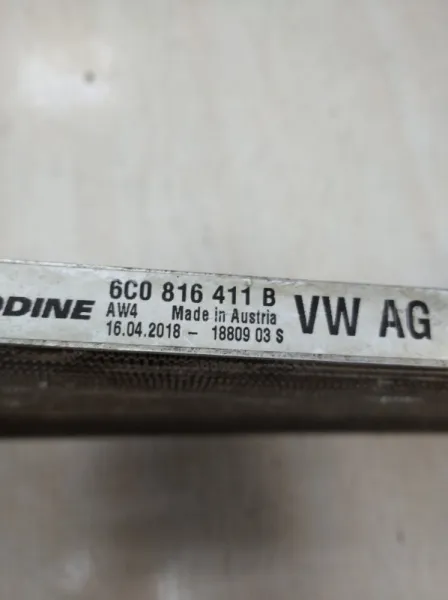 ODINE 6C0 816 411 B VW AG
AW4 Made in Austria
16.04.2018 - 18809 03 S